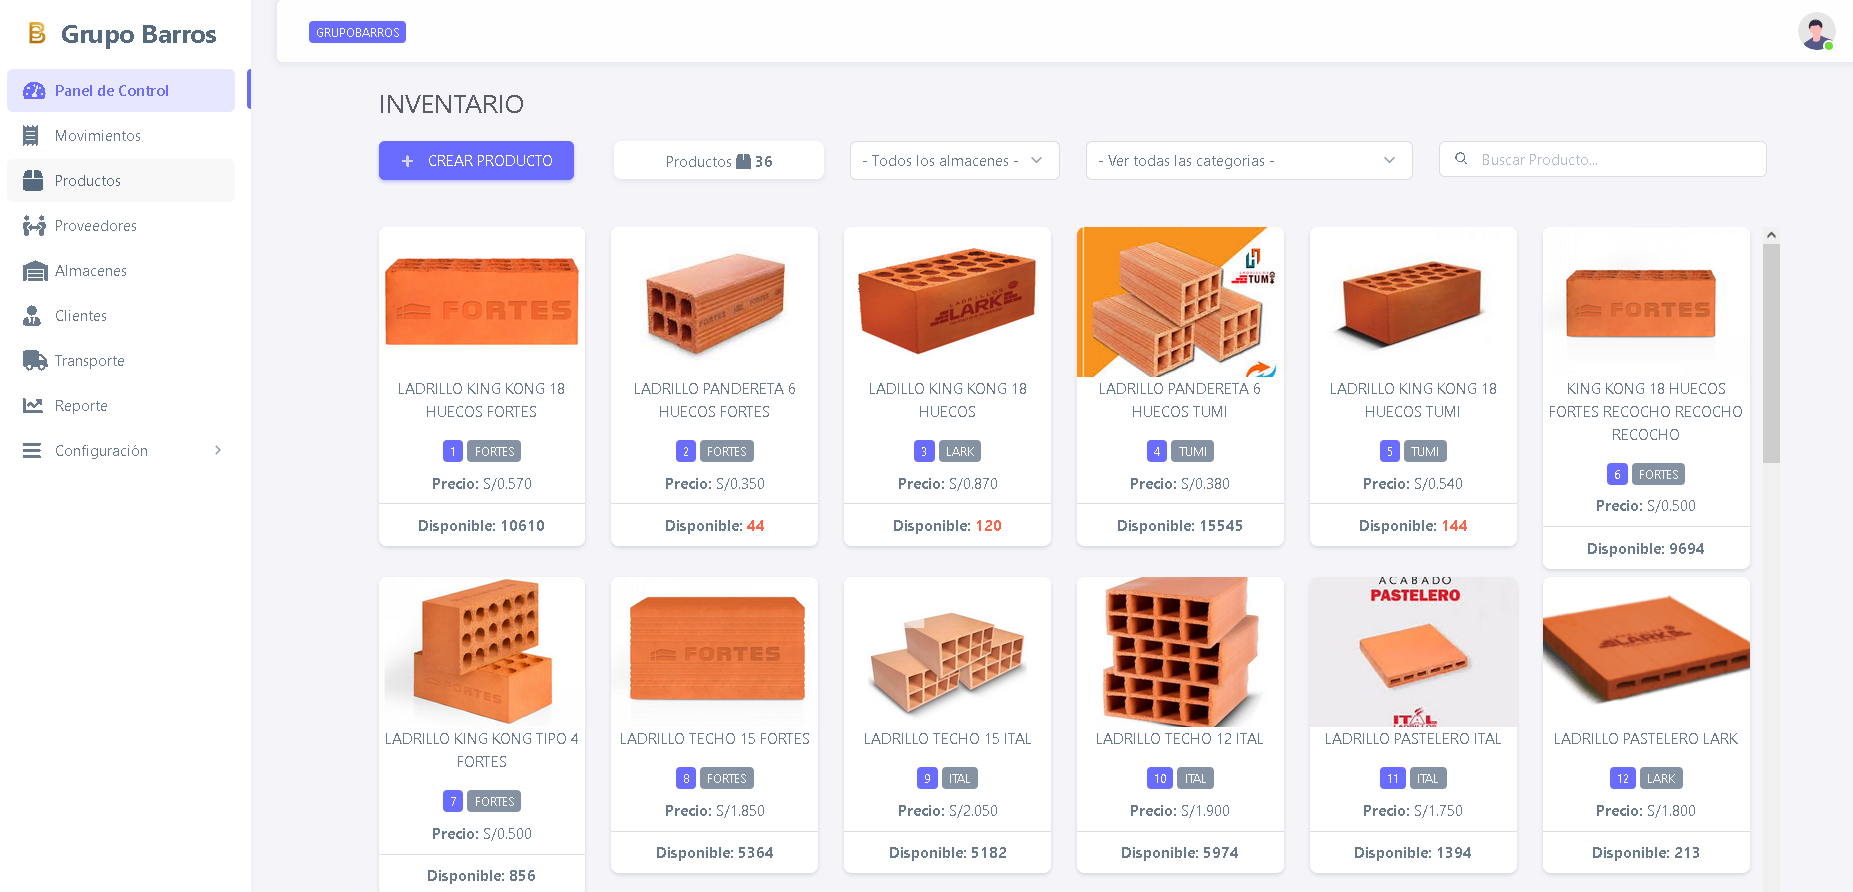 Grupo Barros
GRUPOBARROS
Panel de Control
Movimientos
Productos
Proveedores
Almacenes
Clientes
Transporte
Reporte
Configuración
INVENTARIO
+ CREAR PRODUCTO
Productos 36
- Todos los almacenes -
- Ver todas las categorias -
Buscar Producto...
FORTES
LADRILLO KING KONG 18
HUECOS FORTES
1 FORTES
Precio: S/0.570
Disponible: 10610
FORTES
LADRILLO PANDERETA 6
HUECOS FORTES
2 FORTES
Precio: S/0.350
Disponible: 44
LADRILLOS
LARK
LADILLO KING KONG 18
HUECOS
3 LARK
Precio: S/0.870
Disponible: 120
LADRILLOS
TUMI
LADRILLO PANDERETA 6
HUECOS TUMI
4 TUMI
Precio: S/0.380
Disponible: 15545
LADRILLO KING KONG 18
HUECOS TUMI
5 TUMI
Precio: S/0.540
Disponible: 144
FORTES
KING KONG 18 HUECOS
FORTES RECOCHO RECOCHO
RECOCHO
6 FORTES
Precio: S/0.500
Disponible: 9694
FORTES
LADRILLO KING KONG TIPO 4
FORTES
7 FORTES
Precio: S/0.500
Disponible: 856
FORTES
LADRILLO TECHO 15 FORTES
8 FORTES
Precio: S/1.850
Disponible: 5364
LADRILLO TECHO 15 ITAL
9 ITAL
Precio: S/2.050
Disponible: 5182
LADRILLO TECHO 12 ITAL
10 ITAL
Precio: S/1.900
Disponible: 5974
ACABADO
PASTELERO
ITAL
LADRILLOS
LADRILLO PASTELERO ITAL
11 ITAL
Precio: S/1.750
Disponible: 1394
LARK
LADRILLO PASTELERO LARK
12 LARK
Precio: S/1.800
Disponible: 213